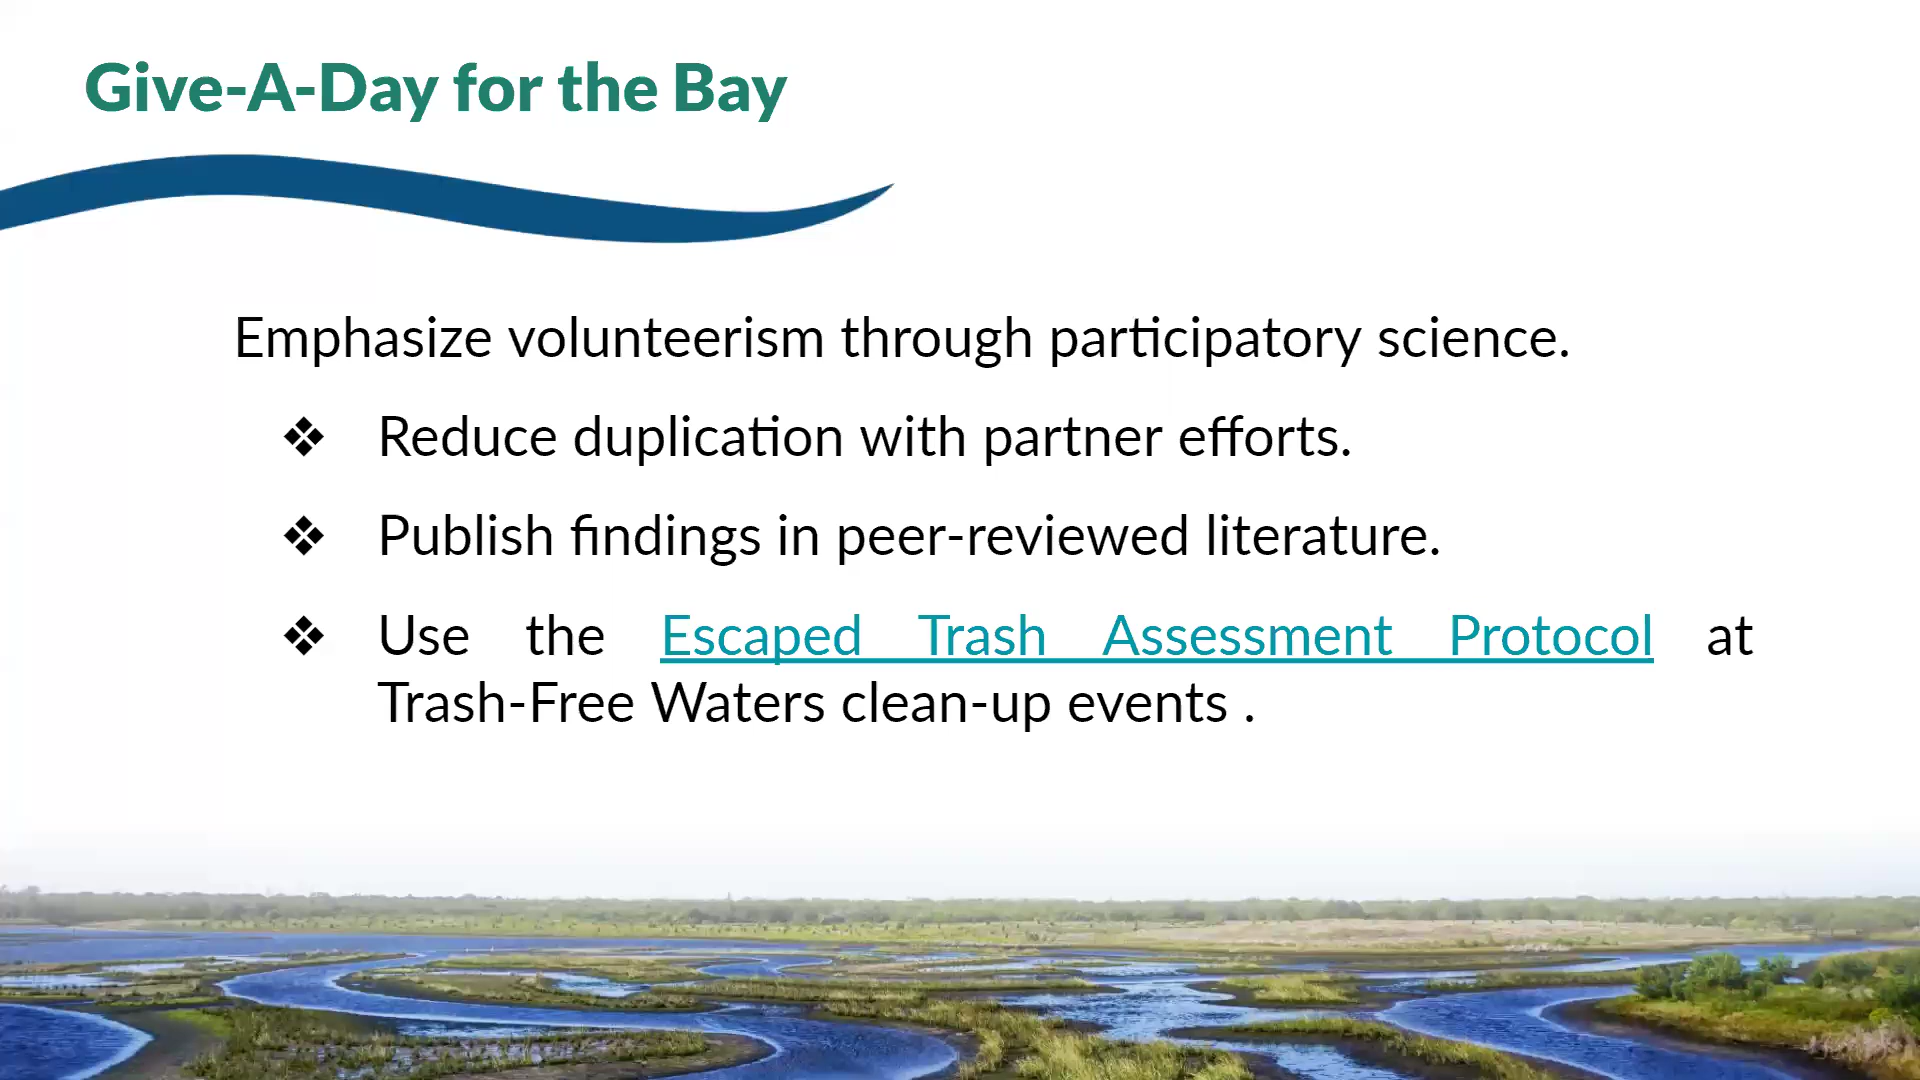 Give-A-Day for the Bay
Emphasize volunteerism through participatory science.
❖ Reduce duplication with partner efforts.
❖ Publish findings in peer-reviewed literature.
❖ Use the Escaped Trash Assessment Protocol at
Trash-Free Waters clean-up events .